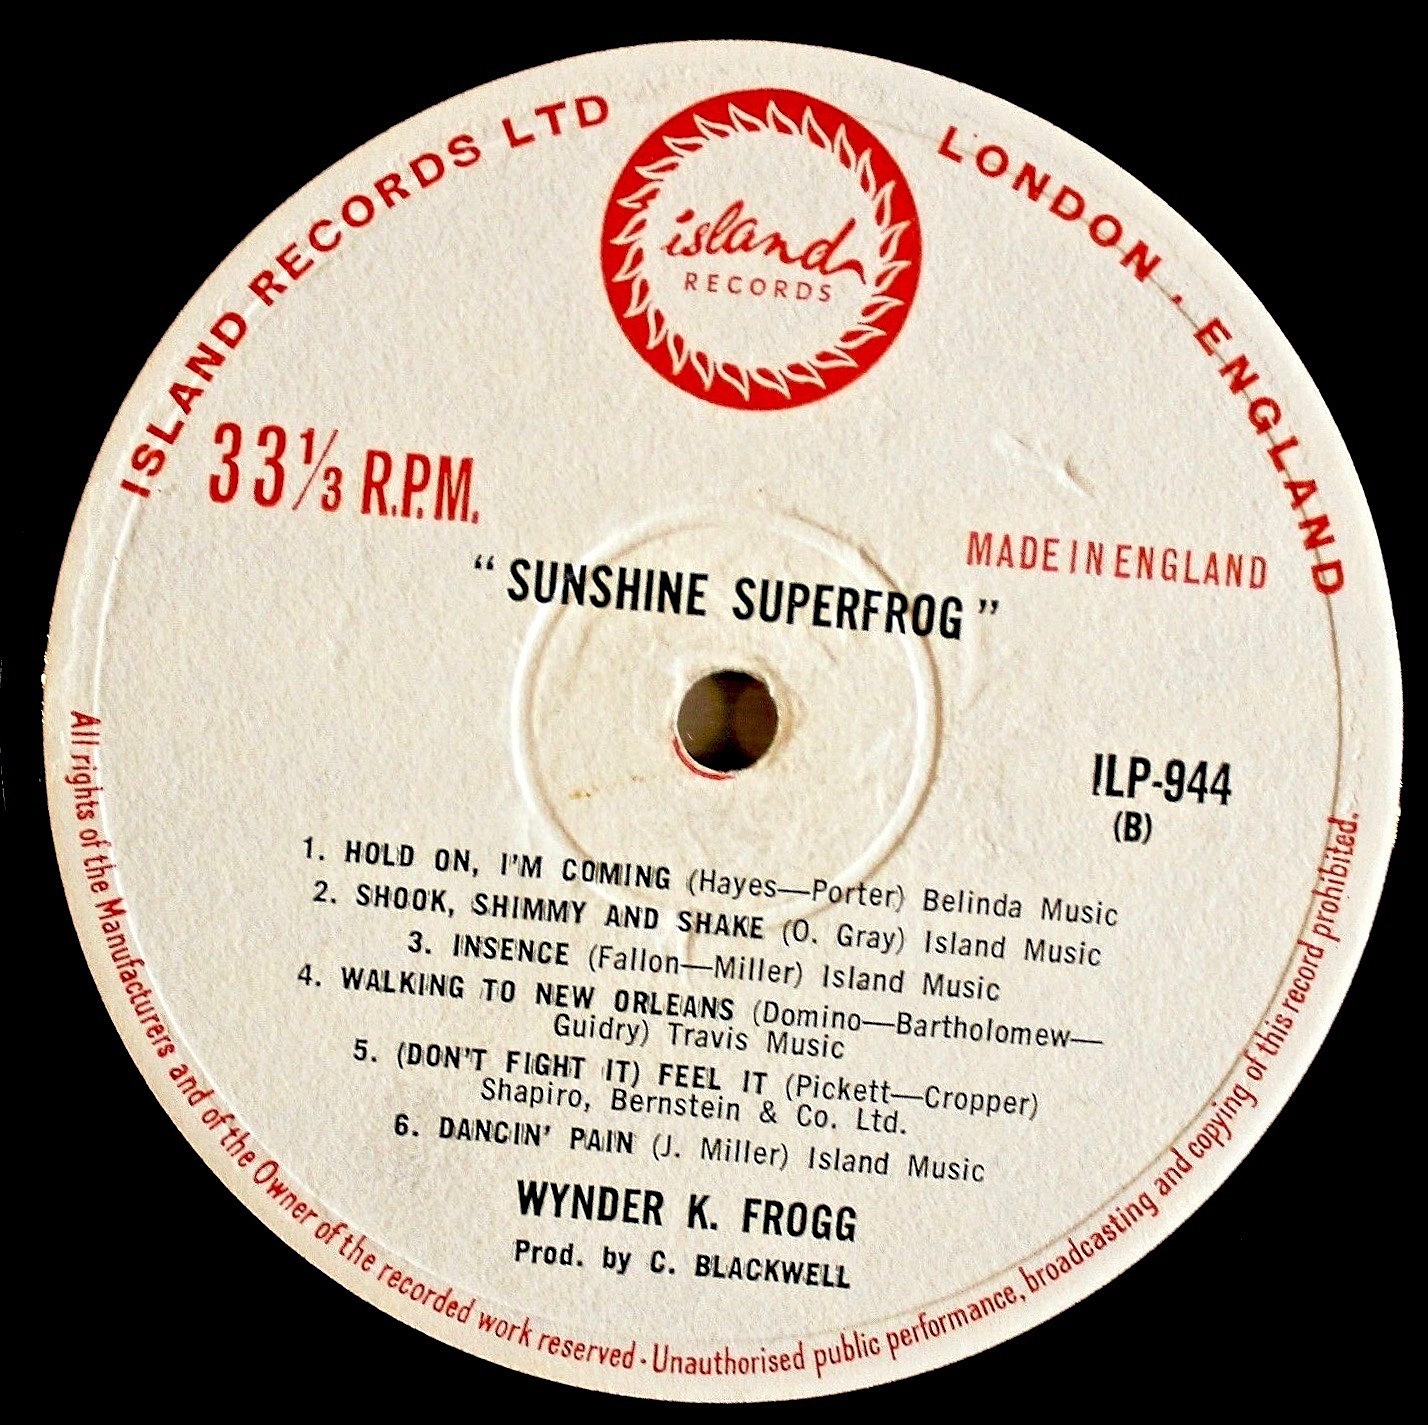 ISLAND RECORDS LTD
LONDON · ENGLAND
island
RECORDS
33⅓ R.P.M.
MADE IN ENGLAND
“SUNSHINE SUPERFROG”
ILP-944
(B)
1. HOLD ON, I'M COMING (Hayes—Porter) Belinda Music
2. SHOOK, SHIMMY AND SHAKE (O. Gray) Island Music
3. INSENCE (Fallon—Miller) Island Music
4. WALKING TO NEW ORLEANS (Domino—Bartholomew—
Guidry) Travis Music
5. (DON'T FIGHT IT) FEEL IT (Pickett—Cropper)
Shapiro, Bernstein & Co. Ltd.
6. DANCIN' PAIN (J. Miller) Island Music
WYNDER K. FROGG
Prod. by C. BLACKWELL
All rights of the Manufacturers and of the Owner of the recorded work reserved · Unauthorised public performance, broadcasting and copying of this record prohibited.